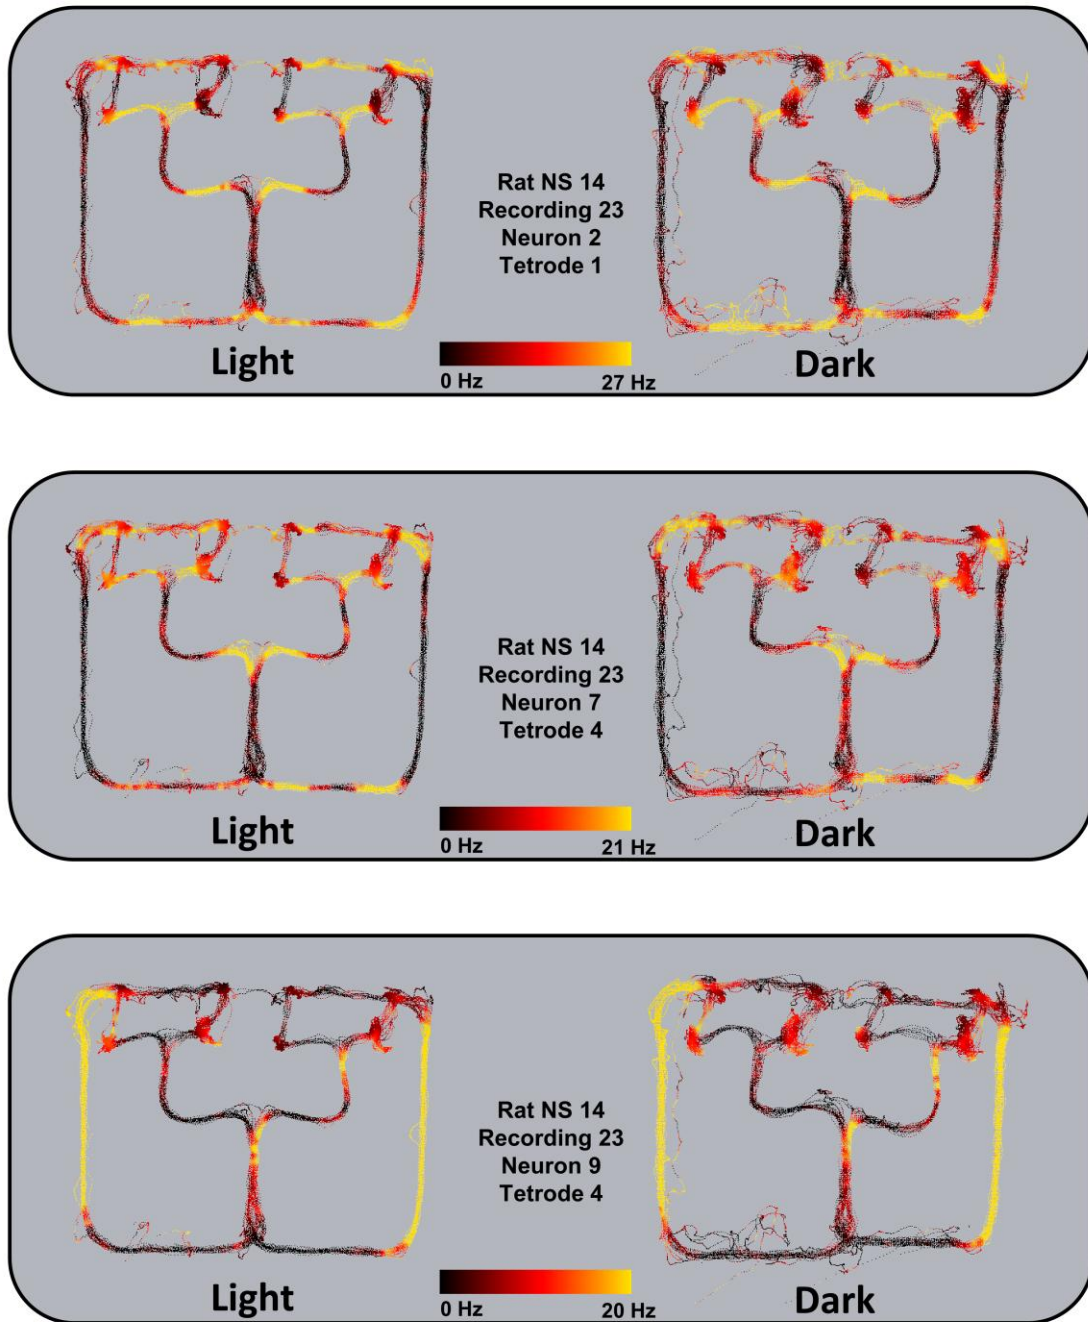 Rat NS 14
Recording 23
Neuron 2
Tetrode 1
Light
0 Hz
27 Hz
Dark
Rat NS 14
Recording 23
Neuron 7
Tetrode 4
Light
0 Hz
21 Hz
Dark
Rat NS 14
Recording 23
Neuron 9
Tetrode 4
Light
0 Hz
20 Hz
Dark